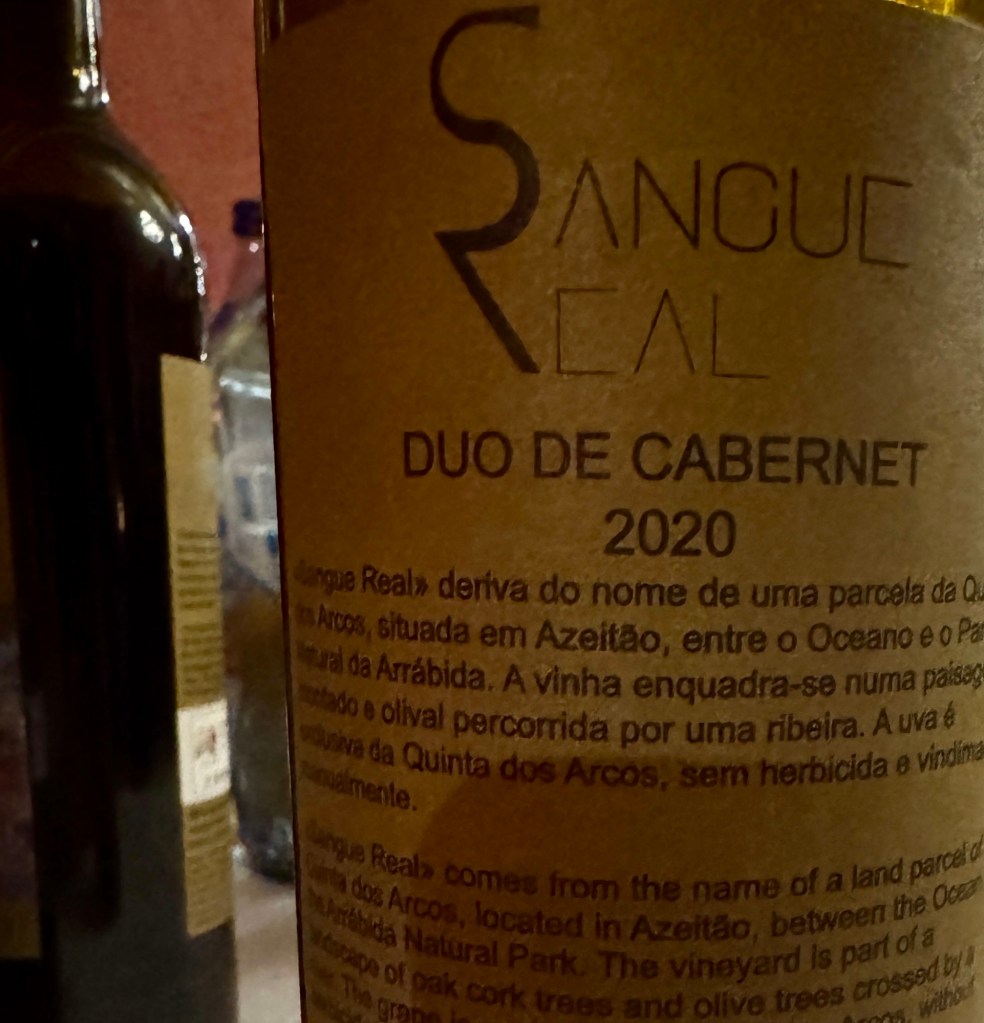 SANGUE
REAL
DUO DE CABERNET
2020
Real» deriva do nome de uma parcela da
Arcos, situada em Azeitão, entre o Oceano e o
da Arrábida. A vinha enquadra-se numa
e olival percorrida por uma ribeira. A uva é
da Quinta dos Arcos, sem herbicida e
Real» comes from the name of a land parcel of
dos Arcos, located in Azeitão, between the Ocean
Arrábida Natural Park. The vineyard is part of a
of oak cork trees and olive trees crossed by a
The grape
without